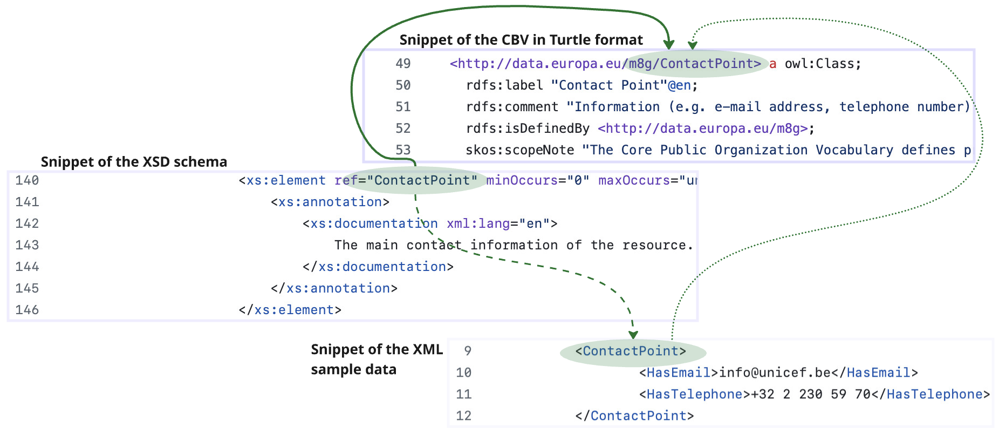 Snippet of the CBV in Turtle format
49 <http://data.europa.eu/m8g/ContactPoint> a owl:Class;
50 rdfs:label "Contact Point"@en;
51 rdfs:comment "Information (e.g. e-mail address, telephone number)
52 rdfs:isDefinedBy <http://data.europa.eu/m8g>;
53 skos:scopeNote "The Core Public Organization Vocabulary defines p
Snippet of the XSD schema
140 <xs:element ref="ContactPoint" minOccurs="0" maxOccurs="un
141 <xs:annotation>
142 <xs:documentation xml:lang="en">
143 The main contact information of the resource.
144 </xs:documentation>
145 </xs:annotation>
146 </xs:element>
Snippet of the XML
sample data
9 <ContactPoint>
10 <HasEmail>info@unicef.be</HasEmail>
11 <HasTelephone>+32 2 230 59 70</HasTelephone>
12 </ContactPoint>